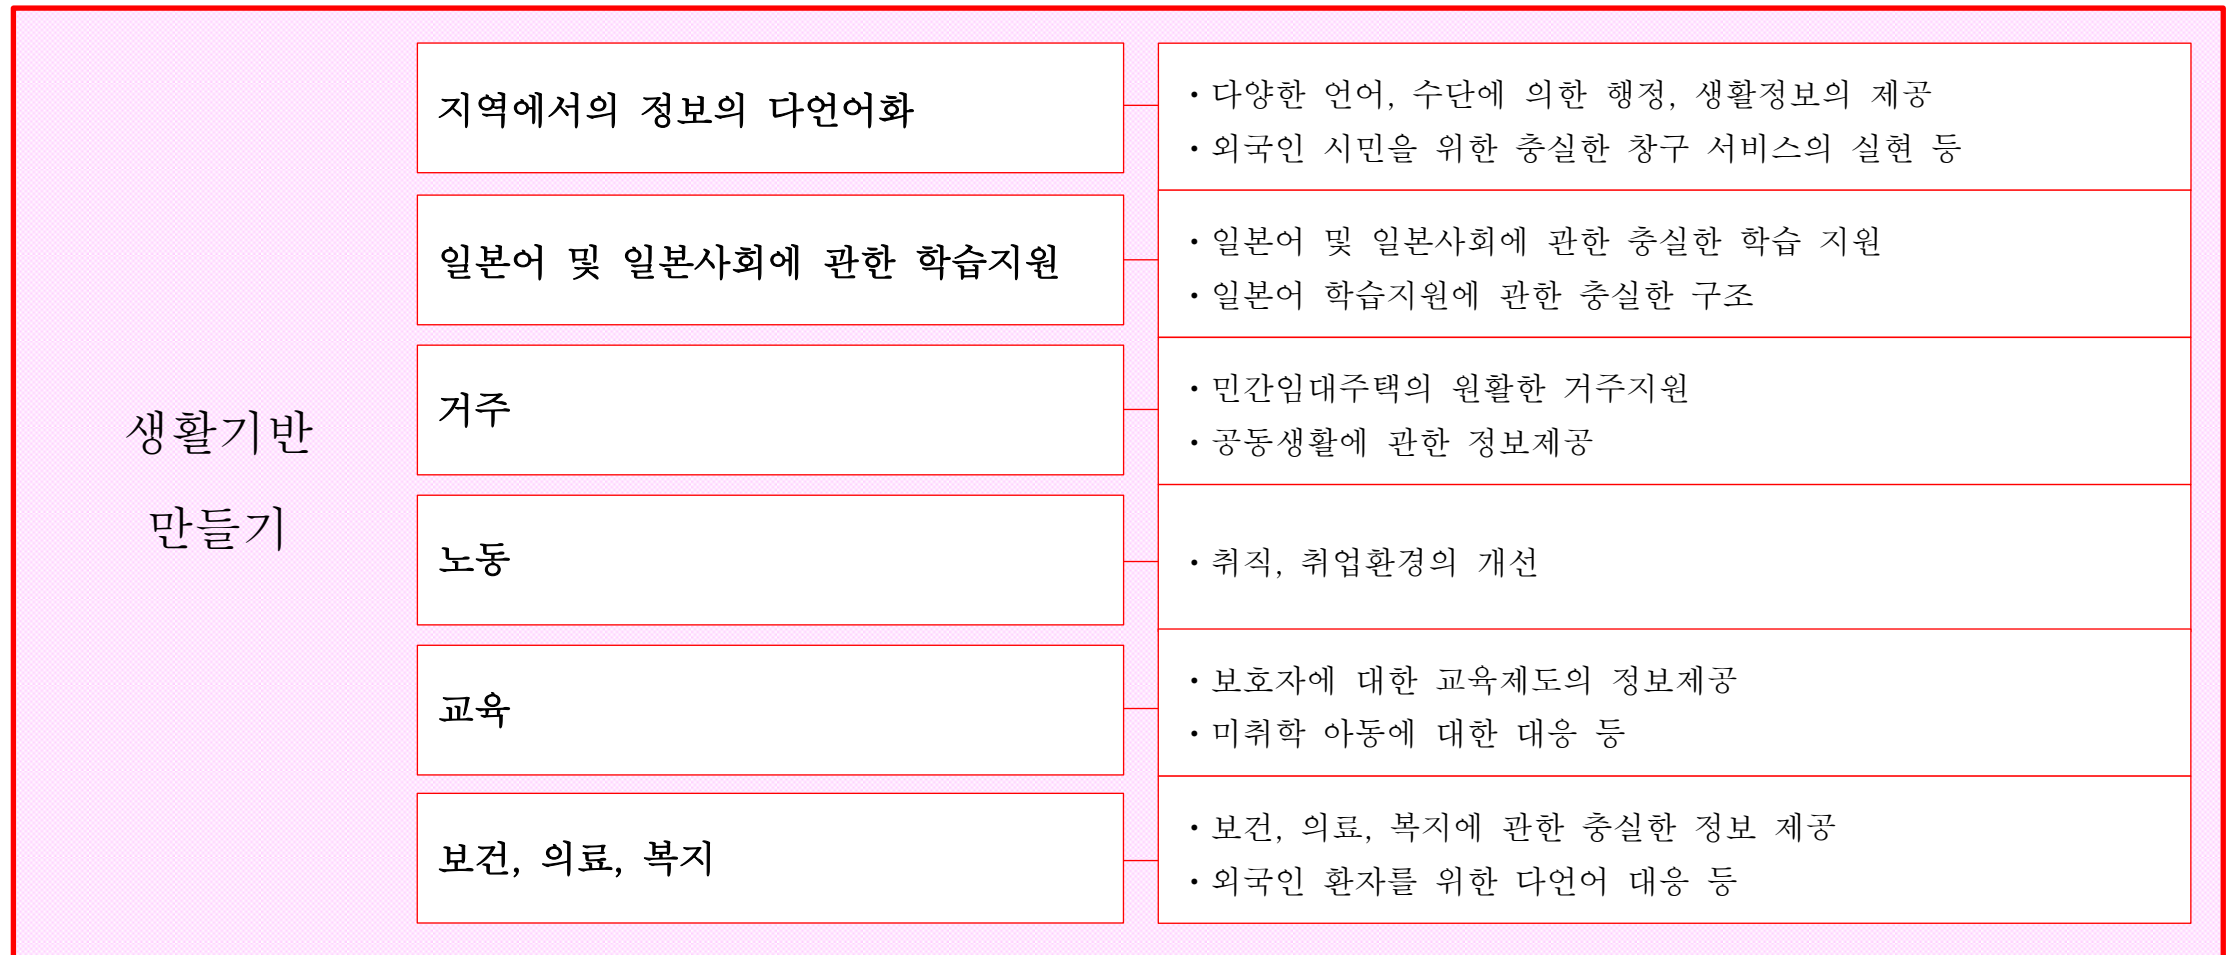 생활기반
만들기
지역에서의 정보의 다언어화
・다양한 언어, 수단에 의한 행정, 생활정보의 제공
・외국인 시민을 위한 충실한 창구 서비스의 실현 등
일본어 및 일본사회에 관한 학습지원
・일본어 및 일본사회에 관한 충실한 학습 지원
・일본어 학습지원에 관한 충실한 구조
거주
・민간임대주택의 원활한 거주지원
・공동생활에 관한 정보제공
노동
・취직, 취업환경의 개선
교육
・보호자에 대한 교육제도의 정보제공
・미취학 아동에 대한 대응 등
보건, 의료, 복지
・보건, 의료, 복지에 관한 충실한 정보 제공
・외국인 환자를 위한 다언어 대응 등